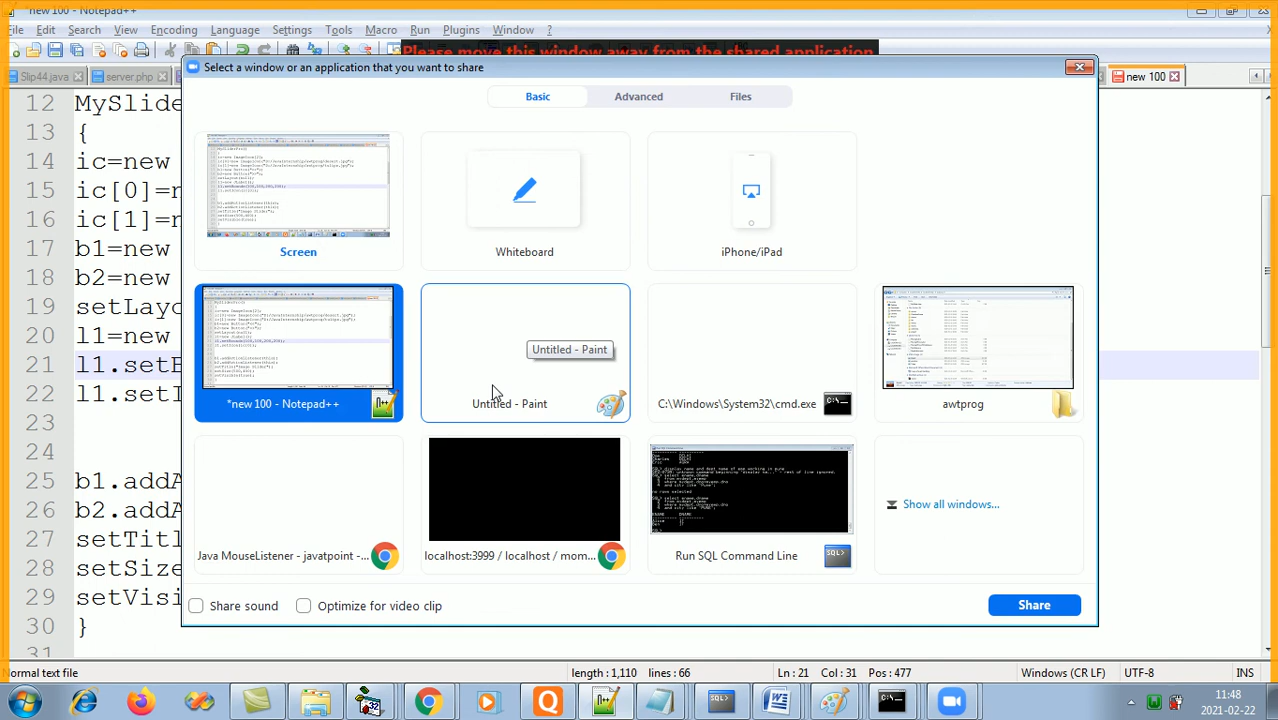 *new 100 - Notepad++
File Edit Search View Encoding Language Settings Tools Macro Run Plugins Window ?
Please move this window away from the shared application
Slip44.java server.php new 100
Select a window or an application that you want to share
Basic Advanced Files
12 MySlide
13 {
14 ic=new
15 ic[0]=n
16 ic[1]=n
17 b1=new
18 b2=new
19 setLayo
20 l1=new
21 l1.setB
22 l1.setI
23
24
25 b1.addA
26 b2.addA
27 setTitl
28 setSize
29 setVisi
30 }
31
Screen
Whiteboard
iPhone/iPad
*new 100 - Notepad++
Untitled - Paint
Untitled - Paint
C:\Windows\System32\cmd.exe
awtprog
Java MouseListener - javatpoint -...
localhost:3999 / localhost / mom...
Run SQL Command Line
Show all windows...
Share sound Optimize for video clip Share
Normal text file length : 1,110 lines : 66 Ln : 21 Col : 31 Pos : 477 Windows (CR LF) UTF-8 INS
11:48
2021-02-22